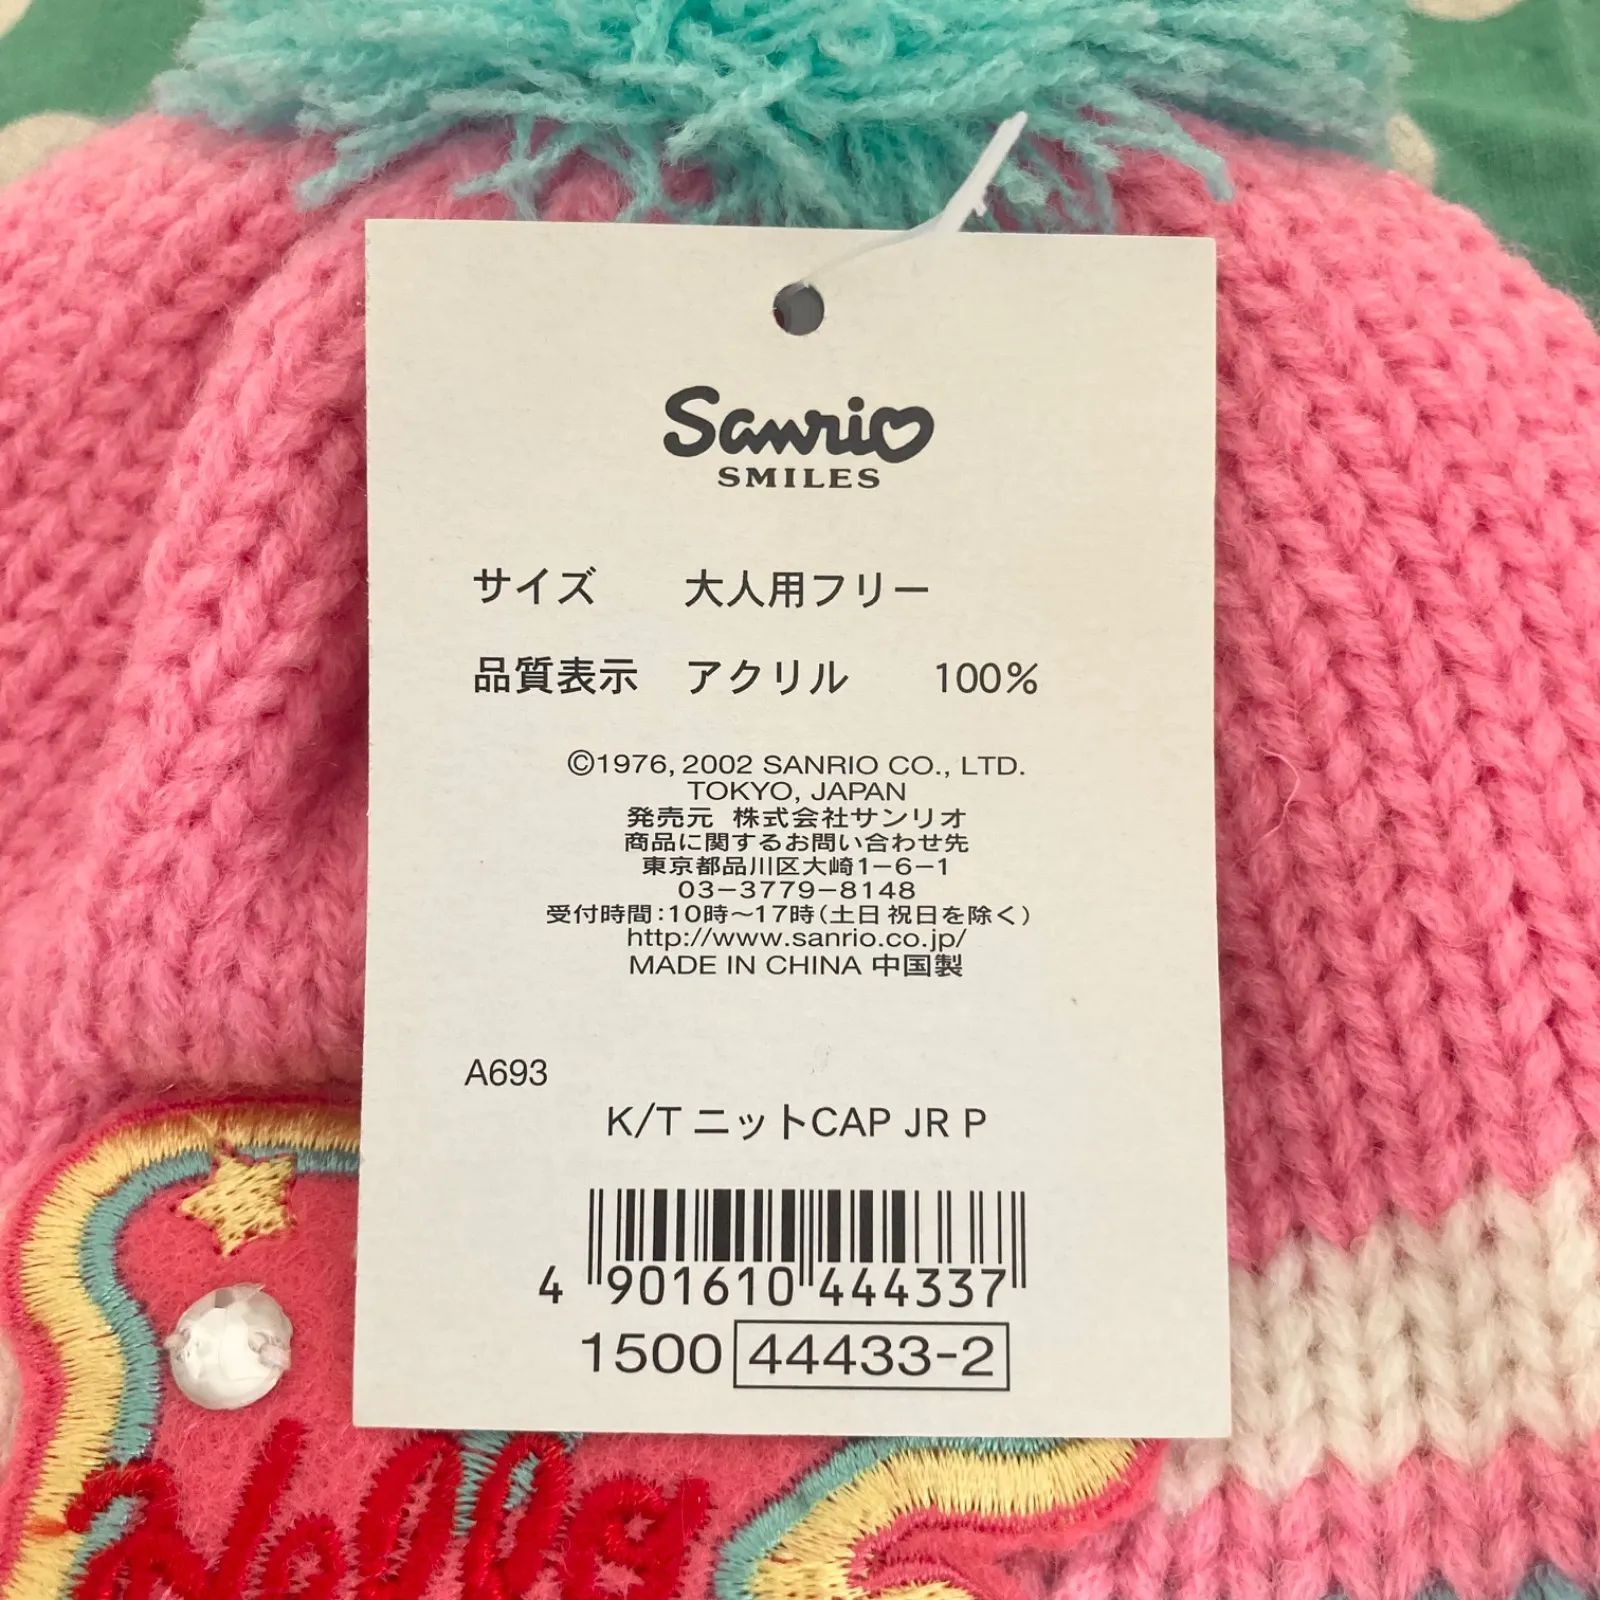 Sanrio
SMILES
サイズ 大人用フリー
品質表示 アクリル 100%
©1976, 2002 SANRIO CO., LTD.
TOKYO, JAPAN
発売元 株式会社サンリオ
商品に関するお問い合わせ先
東京都品川区大崎1-6-1
03-3779-8148
受付時間:10時~17時(土日祝日を除く)
http://www.sanrio.co.jp/
MADE IN CHINA 中国製
A693
K/T ニットCAP JR P
4 901610 444337
1500 44433-2
Hello